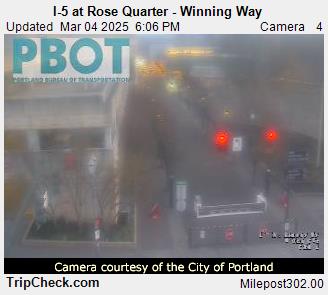 I-5 at Rose Quarter - Winning Way
Updated Mar 04 2025 6:06 PM Camera 4
PBOT
PORTLAND BUREAU OF TRANSPORTATION
Camera courtesy of the City of Portland
TripCheck.com Milepost302.00